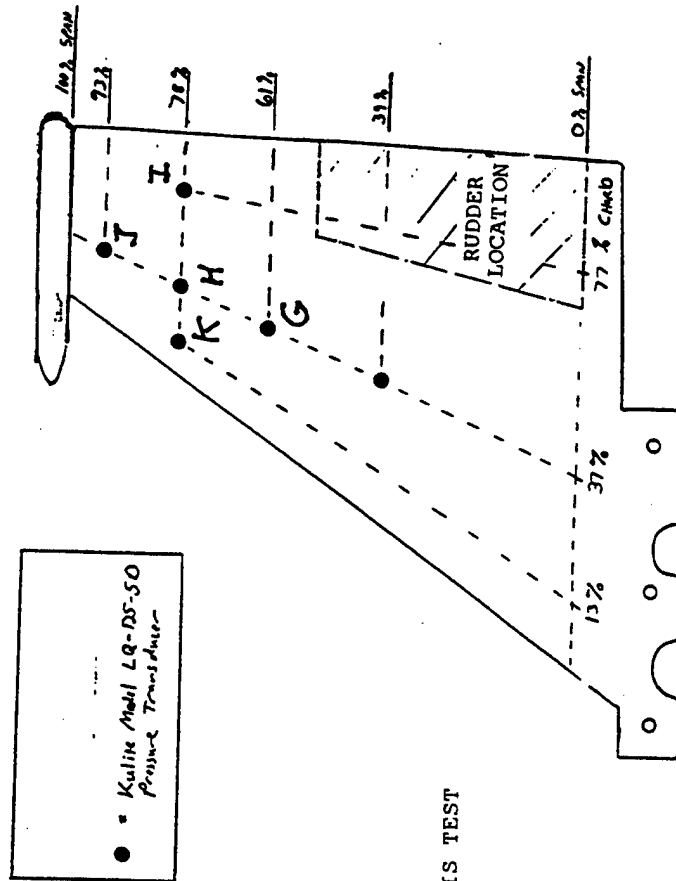 100% SPAN
93%
78%
61%
39%
0% SPAN
J
I
H
K
G
RUDDER
LOCATION
77 % CHORD
37%
13%
= Kulite Model LQ-125-50
Pressure Transducer
IS TEST